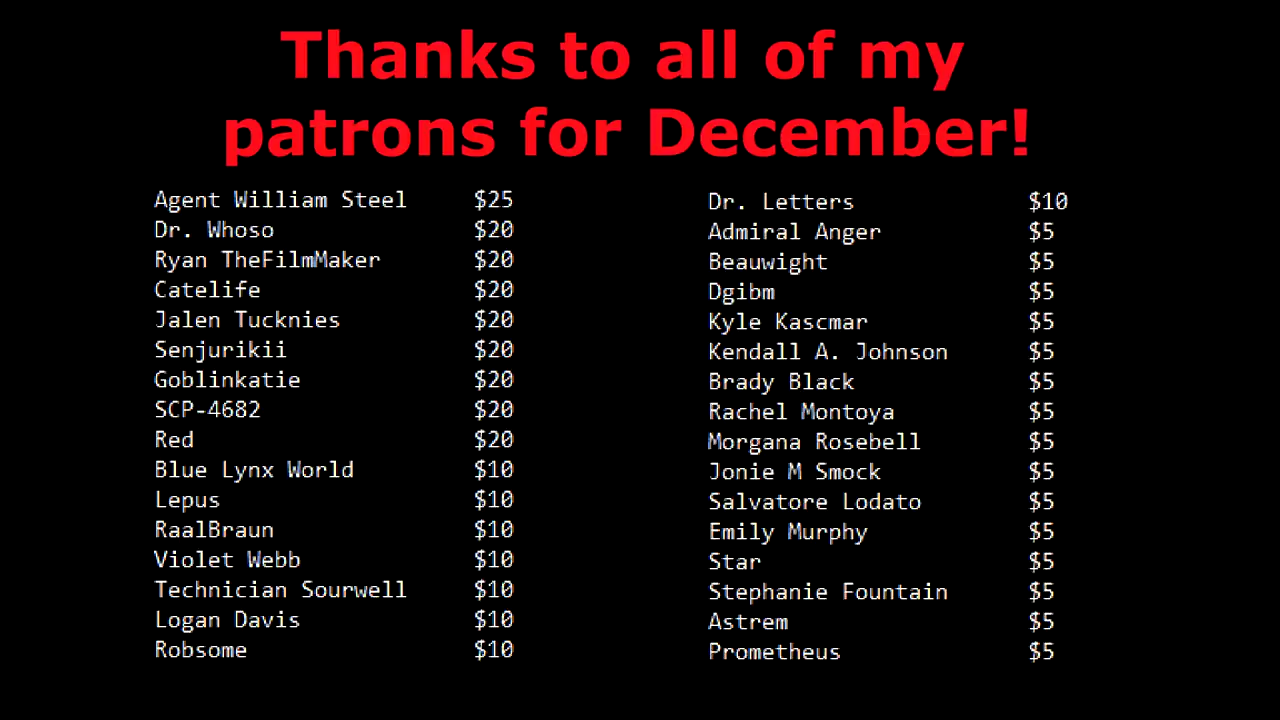 Thanks to all of my
patrons for December!
Agent William Steel $25
Dr. Whoso $20
Ryan TheFilmMaker $20
Catelife $20
Jalen Tucknies $20
Senjurikii $20
Goblinkatie $20
SCP-4682 $20
Red $20
Blue Lynx World $10
Lepus $10
RaalBraun $10
Violet Webb $10
Technician Sourwell $10
Logan Davis $10
Robsome $10
Dr. Letters $10
Admiral Anger $5
Beauwight $5
Dgibm $5
Kyle Kascmar $5
Kendall A. Johnson $5
Brady Black $5
Rachel Montoya $5
Morgana Rosebell $5
Jonie M Smock $5
Salvatore Lodato $5
Emily Murphy $5
Star $5
Stephanie Fountain $5
Astrem $5
Prometheus $5